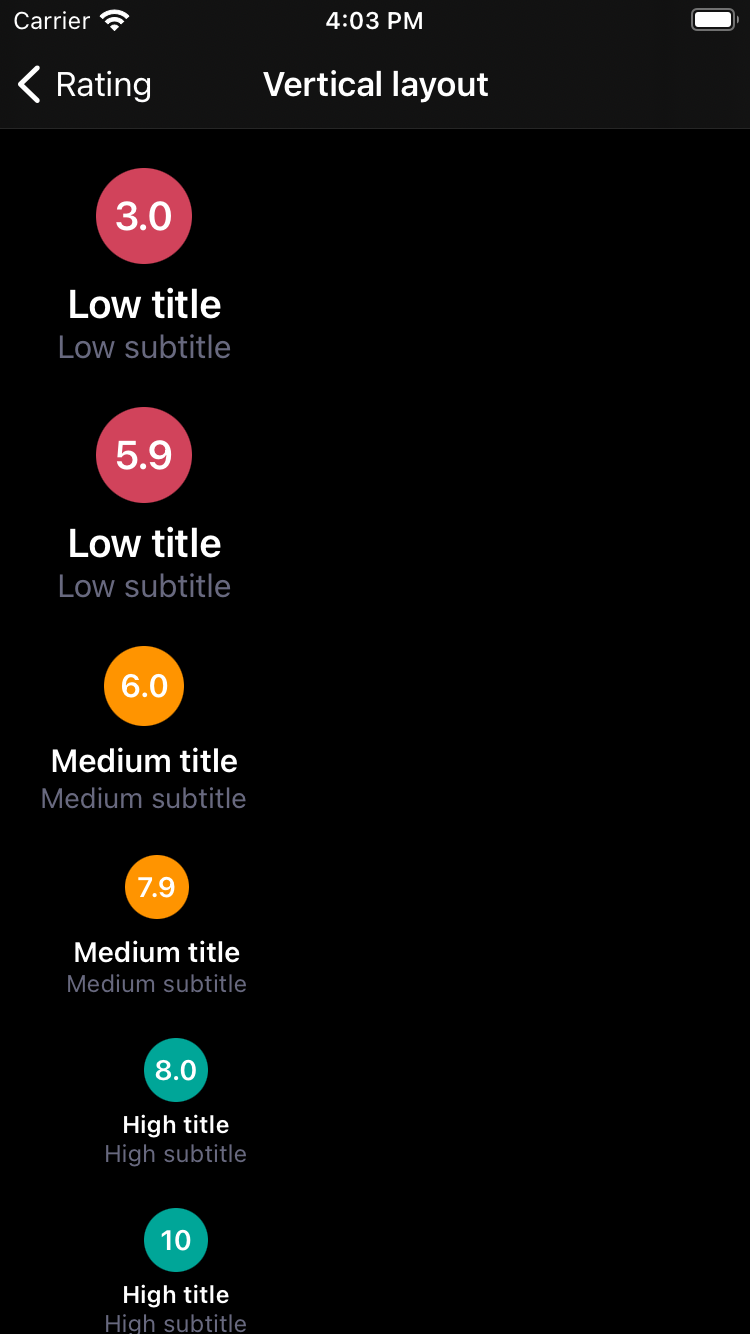 Carrier 4:03 PM
Rating Vertical layout
3.0
Low title
Low subtitle
5.9
Low title
Low subtitle
6.0
Medium title
Medium subtitle
7.9
Medium title
Medium subtitle
8.0
High title
High subtitle
10
High title
High subtitle